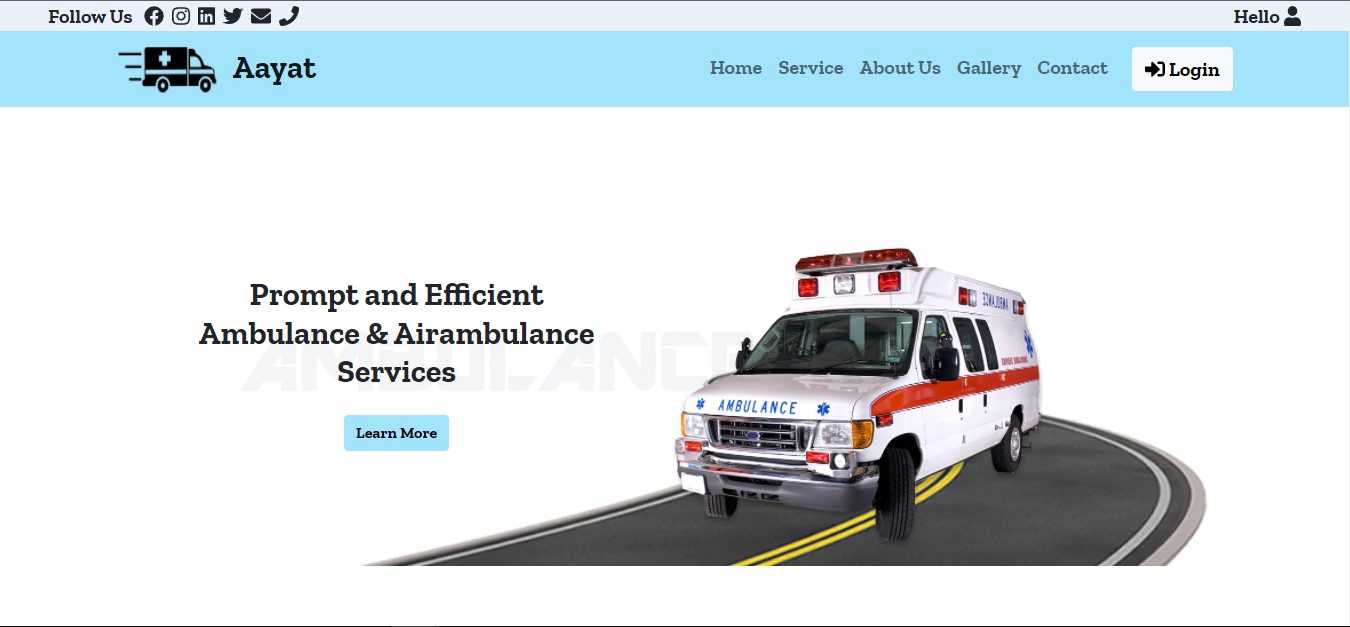 Follow Us
Hello
Aayat
Home Service About Us Gallery Contact Login
Prompt and Efficient
Ambulance & Airambulance
Services
AMBULANCE
Learn More
AMBULANCE
AMBULANCE